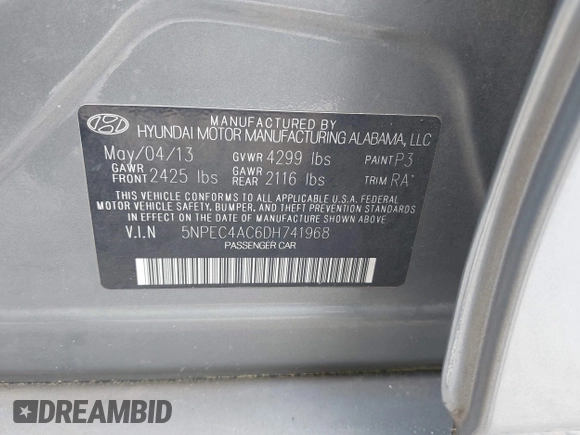 MANUFACTURED BY
HYUNDAI MOTOR MANUFACTURING ALABAMA, LLC
May/04/13 GVWR 4299 lbs PAINT P3
GAWR FRONT 2425 lbs GAWR REAR 2116 lbs TRIM RA*
THIS VEHICLE CONFORMS TO ALL APPLICABLE U.S.A. FEDERAL
MOTOR VEHICLE SAFETY, BUMPER, AND THEFT PREVENTION STANDARDS
IN EFFECT ON THE DATE OF MANUFACTURE SHOWN ABOVE.
V.I.N 5NPEC4AC6DH741968
PASSENGER CAR
DREAMBID